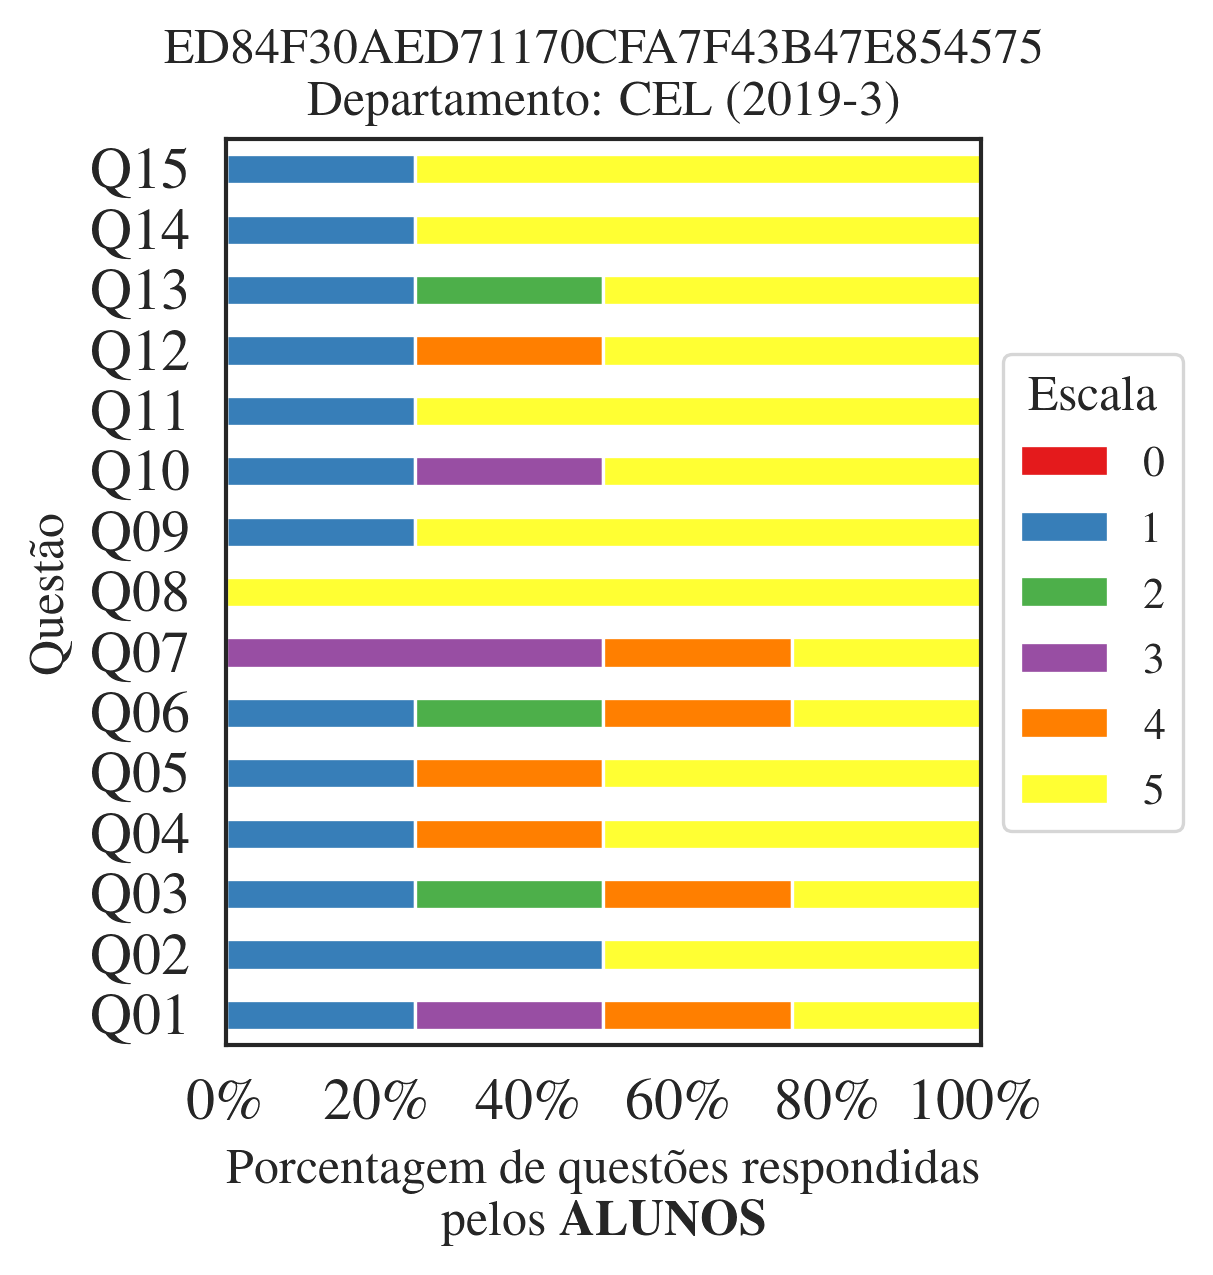 ED84F30AED71170CFA7F43B47E854575
Departamento: CEL (2019-3)
Questão
Q15
Q14
Q13
Q12
Q11
Q10
Q09
Q08
Q07
Q06
Q05
Q04
Q03
Q02
Q01
0% 20% 40% 60% 80% 100%
Porcentagem de questões respondidas
pelos ALUNOS
Escala
0
1
2
3
4
5